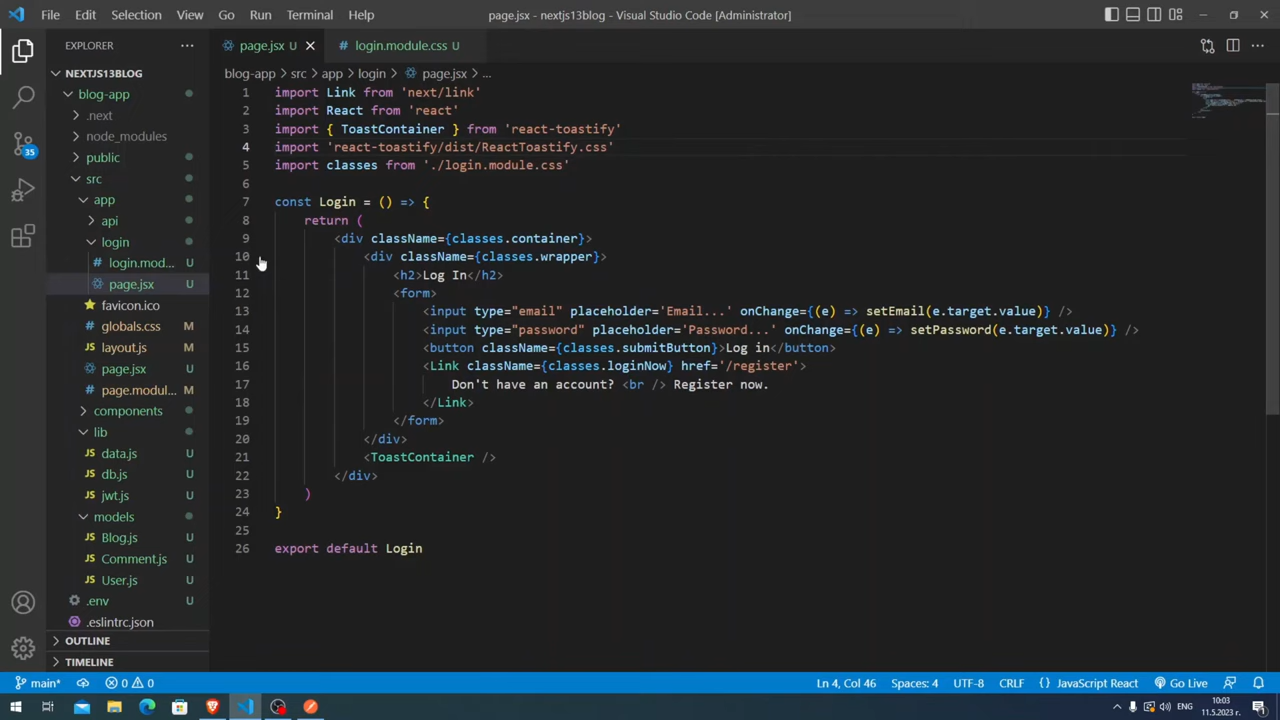 File Edit Selection View Go Run Terminal Help
page.jsx - nextjs13blog - Visual Studio Code [Administrator]
EXPLORER
page.jsx U
login.module.css U
NEXTJS13BLOG
blog-app
.next
node_modules
public
src
app
api
login
login.mod... U
page.jsx U
favicon.ico
globals.css M
layout.js M
page.jsx U
page.modul... M
components
lib
data.js U
db.js U
jwt.js U
models
Blog.js U
Comment.js U
User.js U
.env U
.eslintrc.json
OUTLINE
TIMELINE
35
blog-app > src > app > login > page.jsx > ...
1 import Link from 'next/link'
2 import React from 'react'
3 import { ToastContainer } from 'react-toastify'
4 import 'react-toastify/dist/ReactToastify.css'
5 import classes from './login.module.css'
6
7 const Login = () => {
8 return (
9 <div className={classes.container}>
10 <div className={classes.wrapper}>
11 <h2>Log In</h2>
12 <form>
13 <input type="email" placeholder='Email...' onChange={(e) => setEmail(e.target.value)} />
14 <input type="password" placeholder='Password...' onChange={(e) => setPassword(e.target.value)} />
15 <button className={classes.submitButton}>Log in</button>
16 <Link className={classes.loginNow} href='/register'>
17 Don't have an account? <br /> Register now.
18 </Link>
19 </form>
20 </div>
21 <ToastContainer />
22 </div>
23 )
24 }
25
26 export default Login
main* 0 0
Ln 4, Col 46 Spaces: 4 UTF-8 CRLF { } JavaScript React Go Live
ENG
10:03
11.5.2023 г.
1